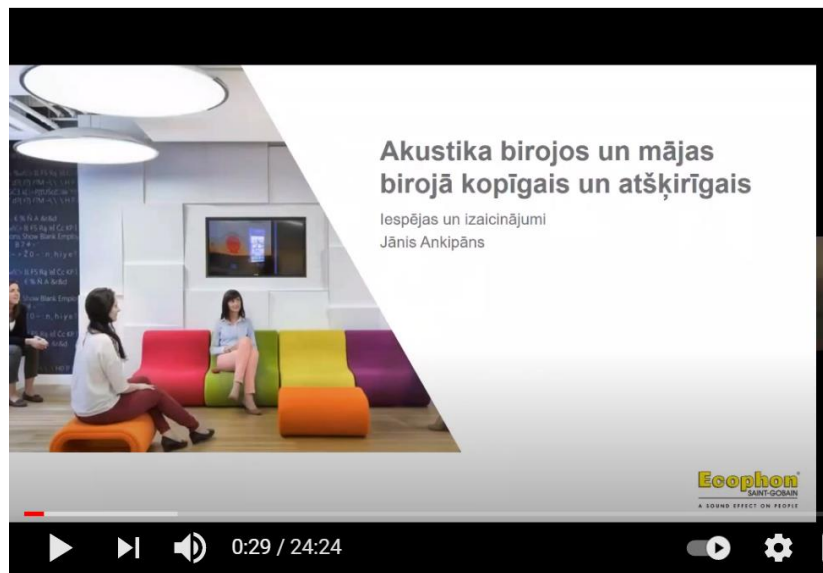 Akustika birojos un mājas
birojā kopīgais un atšķirīgais
Iespējas un izaicinājumi
Jānis Ankipāns
Ecophon
SAINT-GOBAIN
A SOUND EFFECT ON PEOPLE
0:29 / 24:24